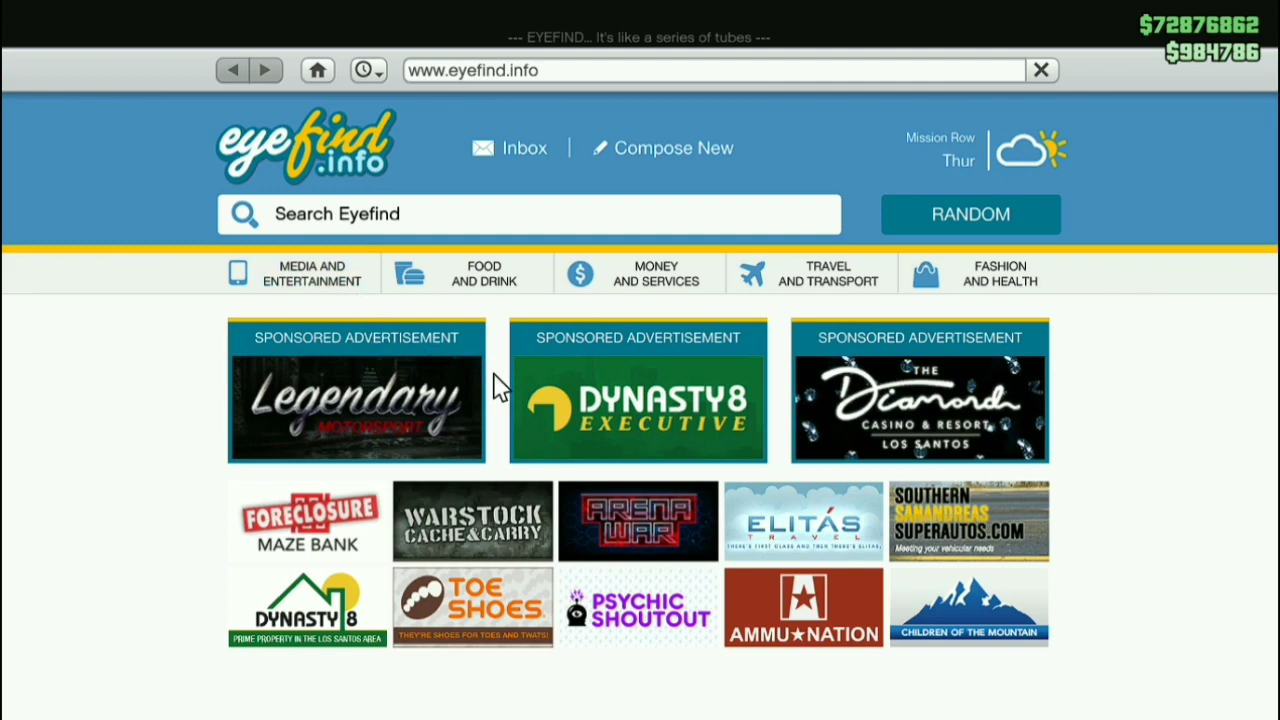 $72876862
--- EYEFIND... It's like a series of tubes ---
$984786
www.eyefind.info
eyefind
.info
Inbox
Compose New
Mission Row
Thur
Search Eyefind
RANDOM
MEDIA AND
ENTERTAINMENT
FOOD
AND DRINK
MONEY
AND SERVICES
TRAVEL
AND TRANSPORT
FASHION
AND HEALTH
SPONSORED ADVERTISEMENT
Legendary
MOTORSPORT
SPONSORED ADVERTISEMENT
DYNASTY8
EXECUTIVE
SPONSORED ADVERTISEMENT
THE
Diamond
CASINO & RESORT
LOS SANTOS
FORECLOSURE
MAZE BANK
WARSTOCK
CACHE&CARRY
ARENA
WAR
ELITÁS
TRAVEL
THERE'S FIRST CLASS AND THEN THERE'S ELITAS.
SOUTHERN
SANANDREAS
SUPERAUTOS.COM
Meeting your vehicular needs
DYNASTY 8
PRIME PROPERTY IN THE LOS SANTOS AREA
TOE
SHOES
THEY'RE SHOES FOR TOES AND TWATS!
PSYCHIC
SHOUTOUT
AMMU★NATION
CHILDREN OF THE MOUNTAIN